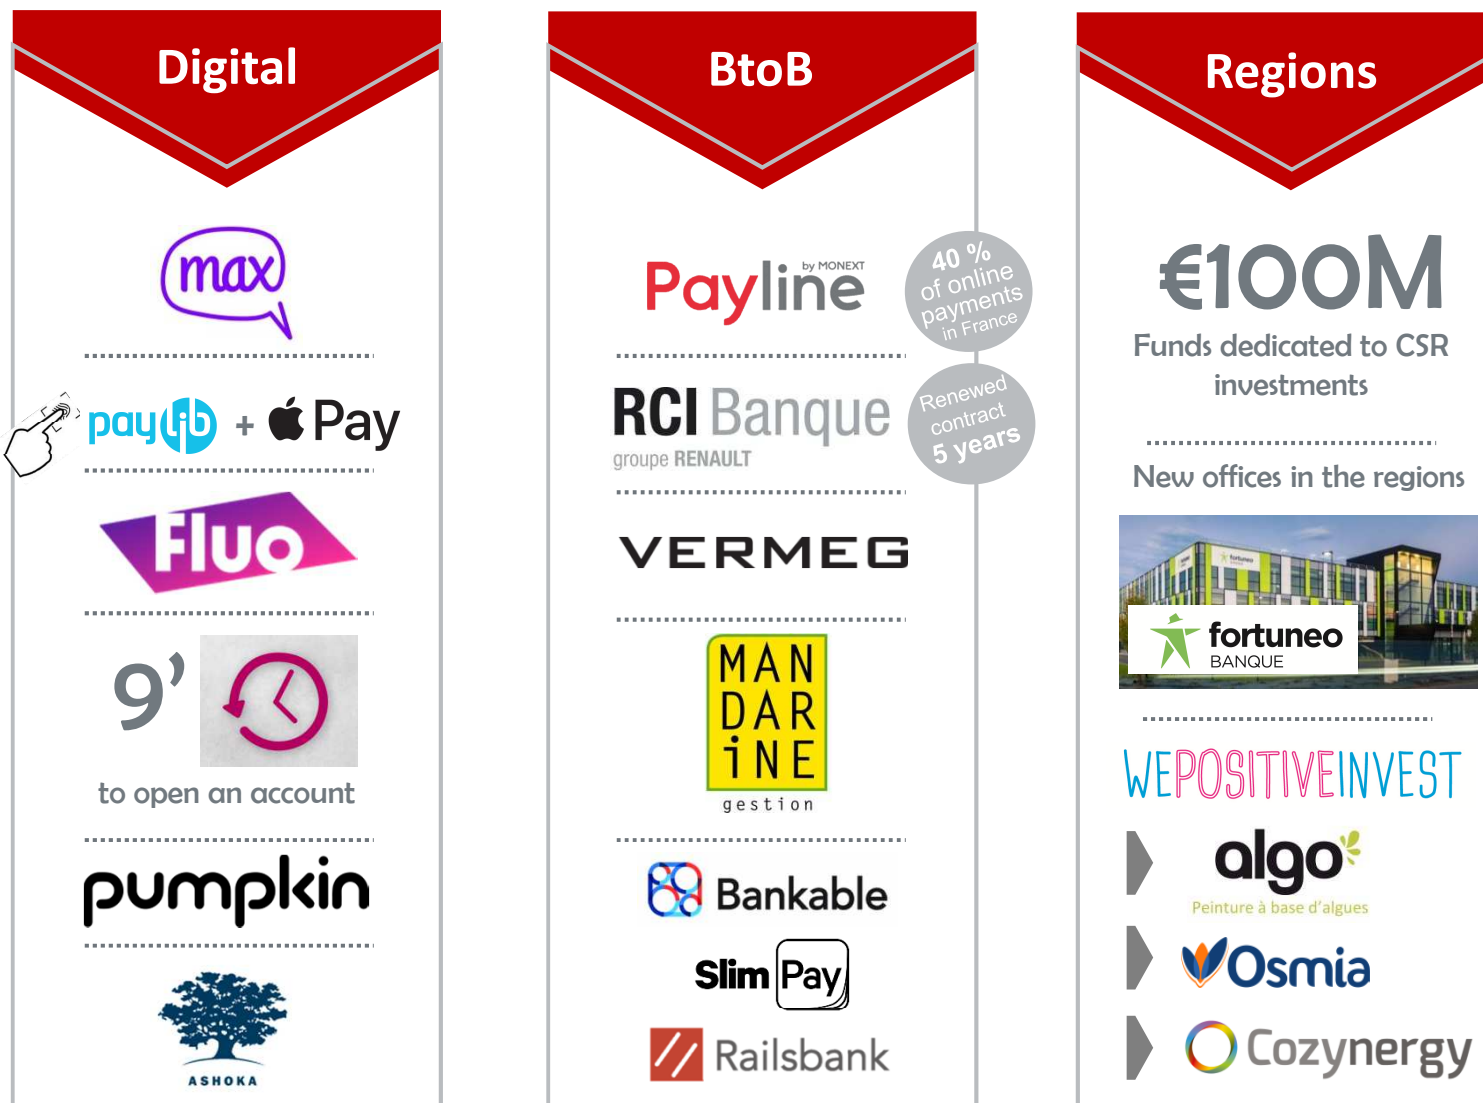 Digital
max
paylib + Pay
Fluo
9’
to open an account
pumpkin
ASHOKA
BtoB
Payline
by MONEXT
40 %
of online
payments
in France
RCI Banque
groupe RENAULT
Renewed
contract
5 years
VERMEG
MAN
DAR
iNE
gestion
Bankable
SlimPay
Railsbank
Regions
€100M
Funds dedicated to CSR
investments
New offices in the regions
fortuneo
fortuneo
BANQUE
WEPOSITIVEINVEST
algo
Peinture à base d'algues
Osmia
Cozynergy